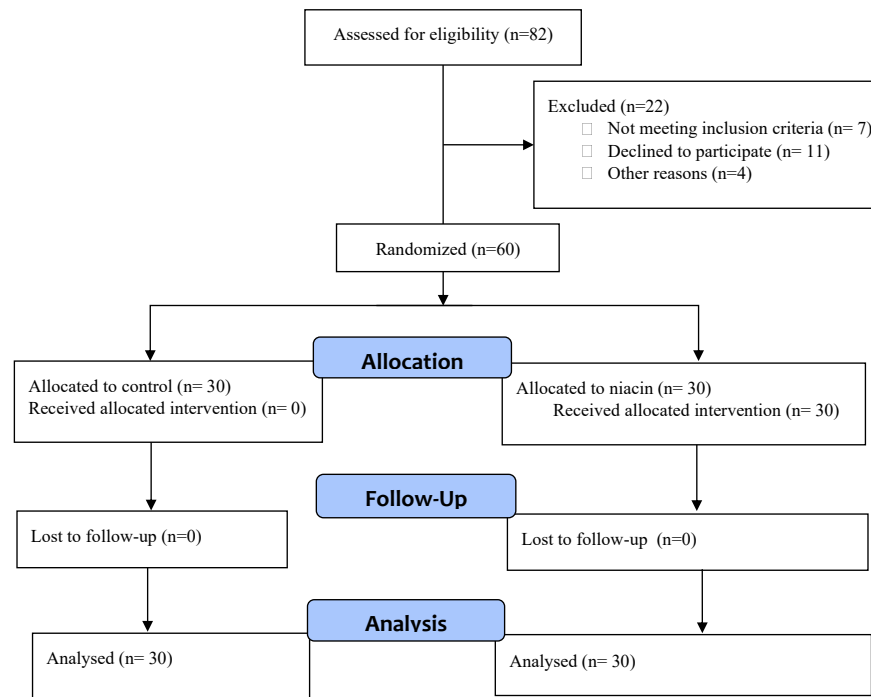 Assessed for eligibility (n=82)
Excluded (n=22)
Not meeting inclusion criteria (n= 7)
Declined to participate (n= 11)
Other reasons (n=4)
Randomized (n=60)
Allocation
Allocated to control (n= 30)
Received allocated intervention (n= 0)
Allocated to niacin (n= 30)
Received allocated intervention (n= 30)
Follow-Up
Lost to follow-up (n=0)
Lost to follow-up (n=0)
Analysis
Analysed (n= 30)
Analysed (n= 30)